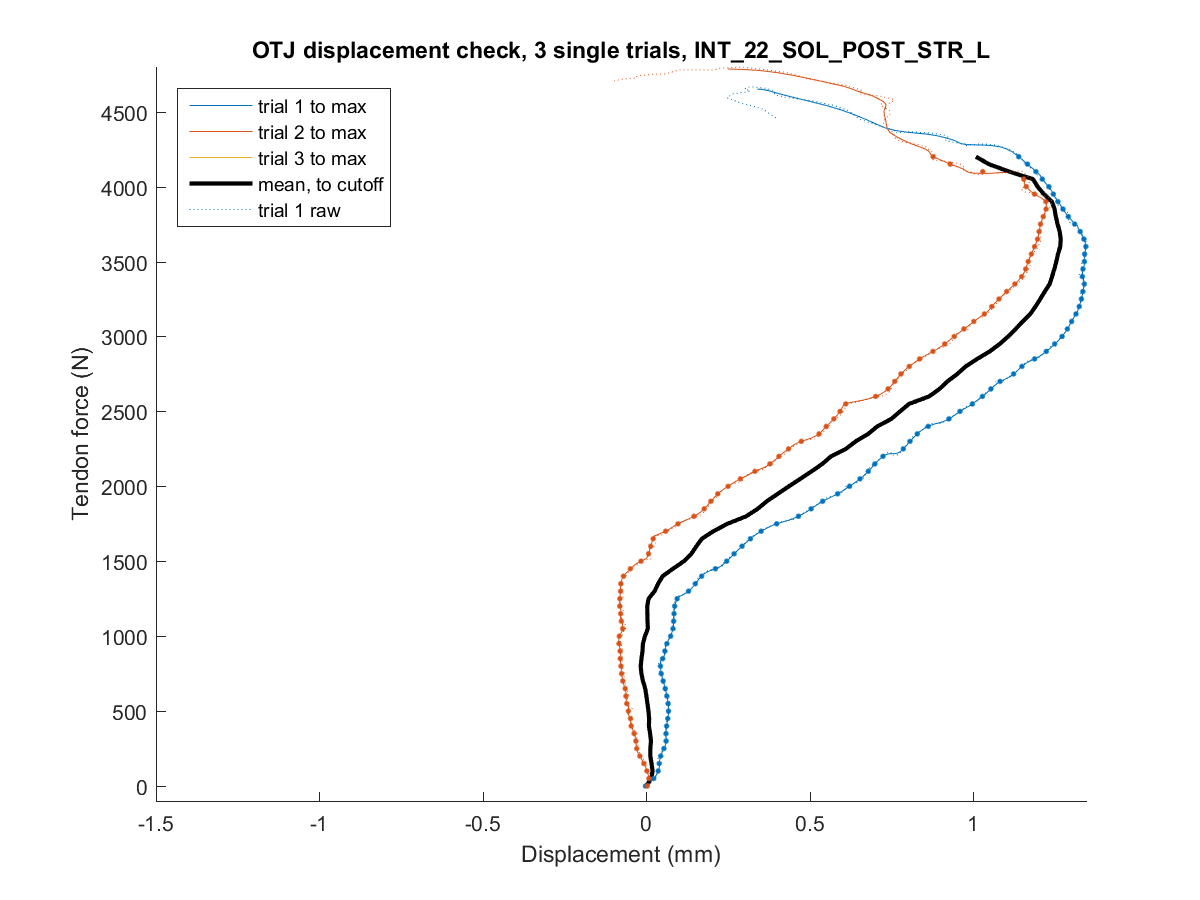 OTJ displacement check, 3 single trials, INT_22_SOL_POST_STR_L
trial 1 to max
trial 2 to max
trial 3 to max
mean, to cutoff
trial 1 raw
4500
4000
3500
3000
2500
2000
1500
1000
500
0
Tendon force (N)
-1.5
-1
-0.5
0
0.5
1
Displacement (mm)